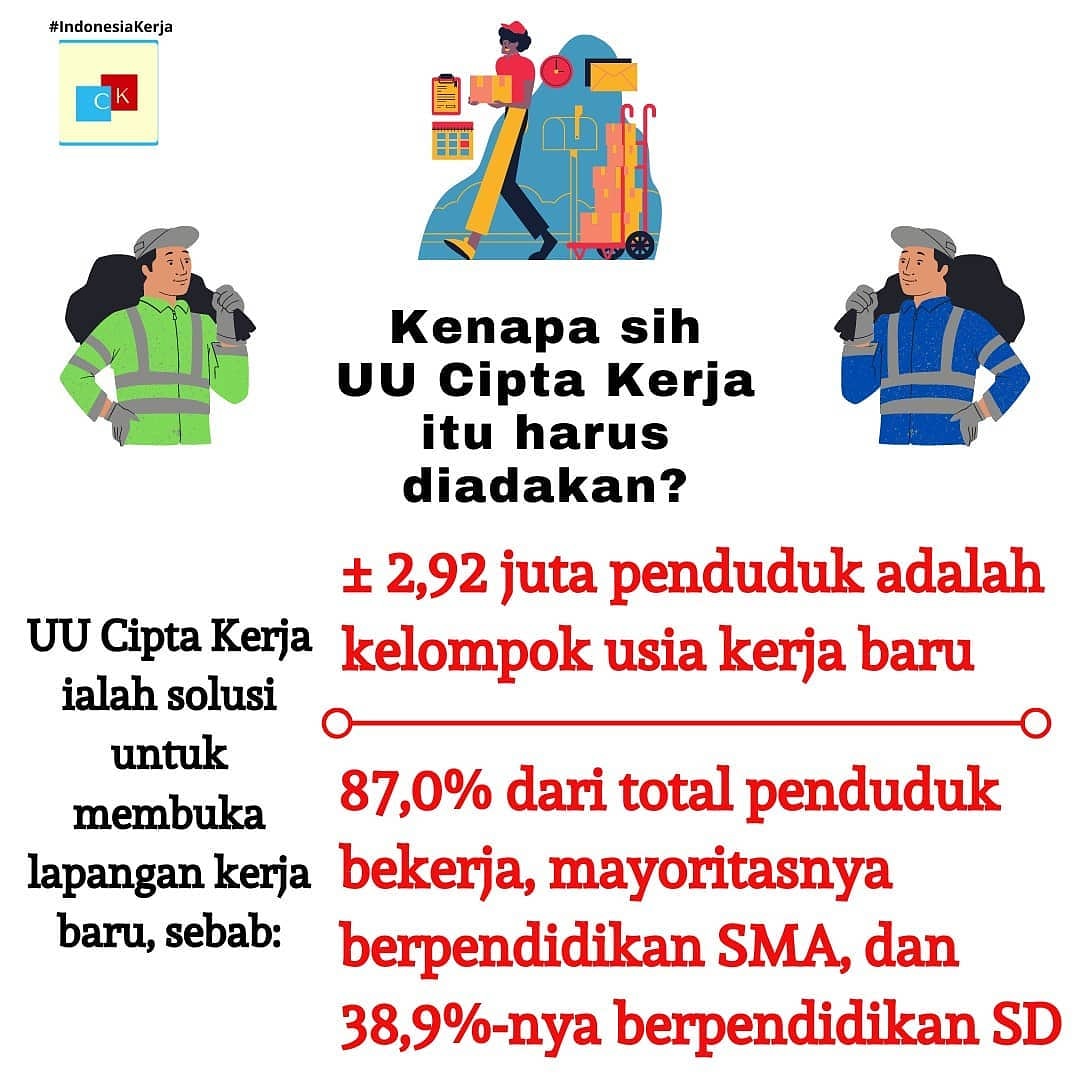 #IndonesiaKerja
C K
Kenapa sih
UU Cipta Kerja
itu harus
diadakan?
UU Cipta Kerja
ialah solusi
untuk
membuka
lapangan kerja
baru, sebab:
± 2,92 juta penduduk adalah
kelompok usia kerja baru
87,0% dari total penduduk
bekerja, mayoritasnya
berpendidikan SMA, dan
38,9%-nya berpendidikan SD